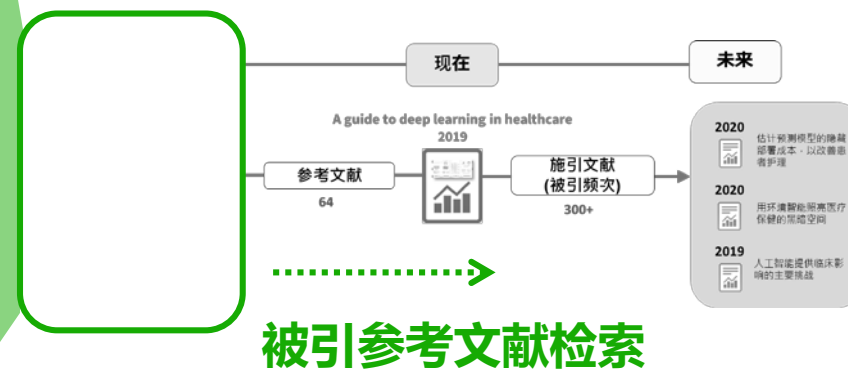 现在
未来
A guide to deep learning in healthcare
2019
参考文献
64
施引文献
(被引频次)
300+
2020
估计预测模型的隐藏
部署成本，以改善患
者护理
2020
用环境智能照亮医疗
保健的黑暗空间
2019
人工智能提供临床影
响的主要挑战
被引参考文献检索